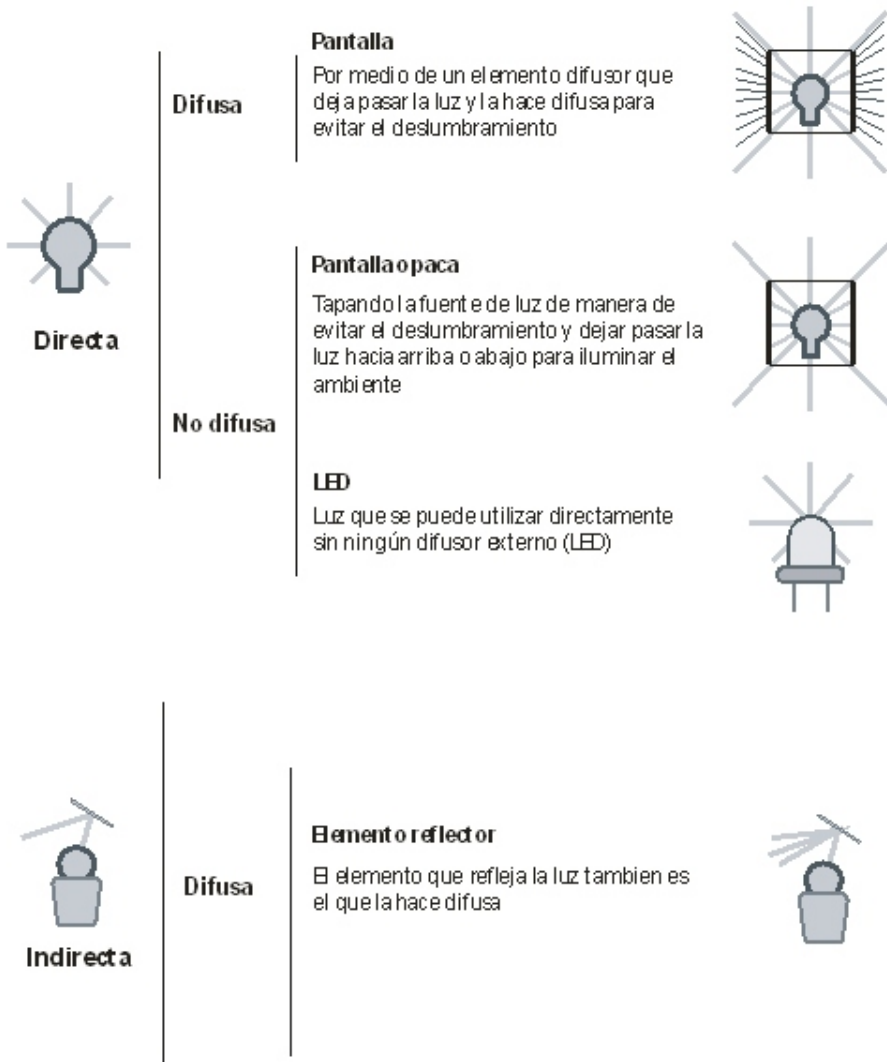 Pantalla
Por medio de un elemento difusor que
deja pasar la luz y la hace difusa para
evitar el deslumbramiento
Difusa
Directa
Pantalla opaca
Tapando la fuente de luz de manera de
evitar el deslumbramiento y dejar pasar la
luz hacia arriba o abajo para iluminar el
ambiente
No difusa
LED
Luz que se puede utilizar directamente
sin ningún difusor externo (LED)
Indirecta
Difusa
Elemento reflector
El elemento que refleja la luz tambien es
el que la hace difusa